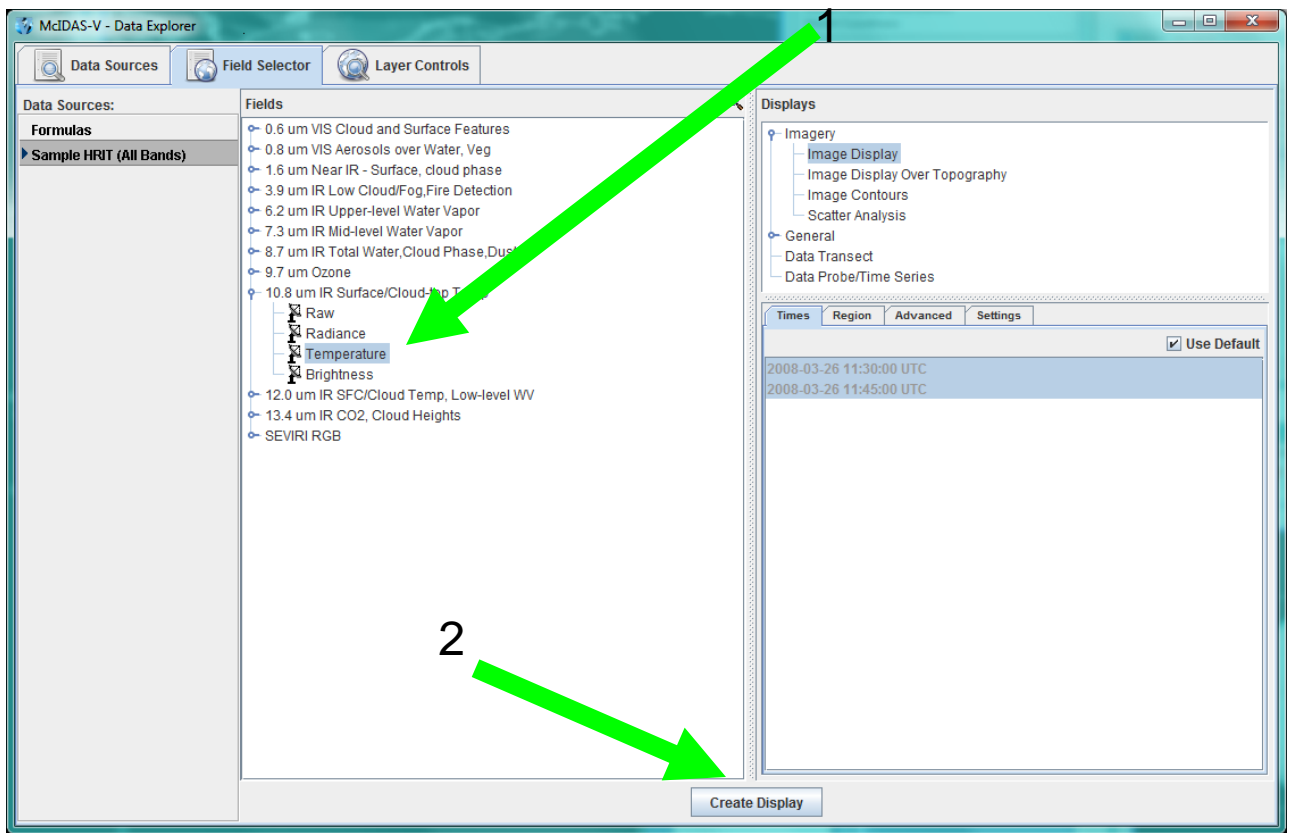 McIDAS-V - Data Explorer
1
Data Sources
Field Selector
Layer Controls
Data Sources:
Formulas
Sample HRIT (All Bands)
Fields
0.6 um VIS Cloud and Surface Features
0.8 um VIS Aerosols over Water, Veg
1.6 um Near IR - Surface, cloud phase
3.9 um IR Low Cloud/Fog,Fire Detection
6.2 um IR Upper-level Water Vapor
7.3 um IR Mid-level Water Vapor
8.7 um IR Total Water,Cloud Phase,Dust
9.7 um Ozone
10.8 um IR Surface/Cloud-top Temp
Raw
Radiance
Temperature
Brightness
12.0 um IR SFC/Cloud Temp, Low-level WV
13.4 um IR CO2, Cloud Heights
SEVIRI RGB
2
Displays
Imagery
Image Display
Image Display Over Topography
Image Contours
Scatter Analysis
General
Data Transect
Data Probe/Time Series
Times
Region
Advanced
Settings
Use Default
2008-03-26 11:30:00 UTC
2008-03-26 11:45:00 UTC
Create Display